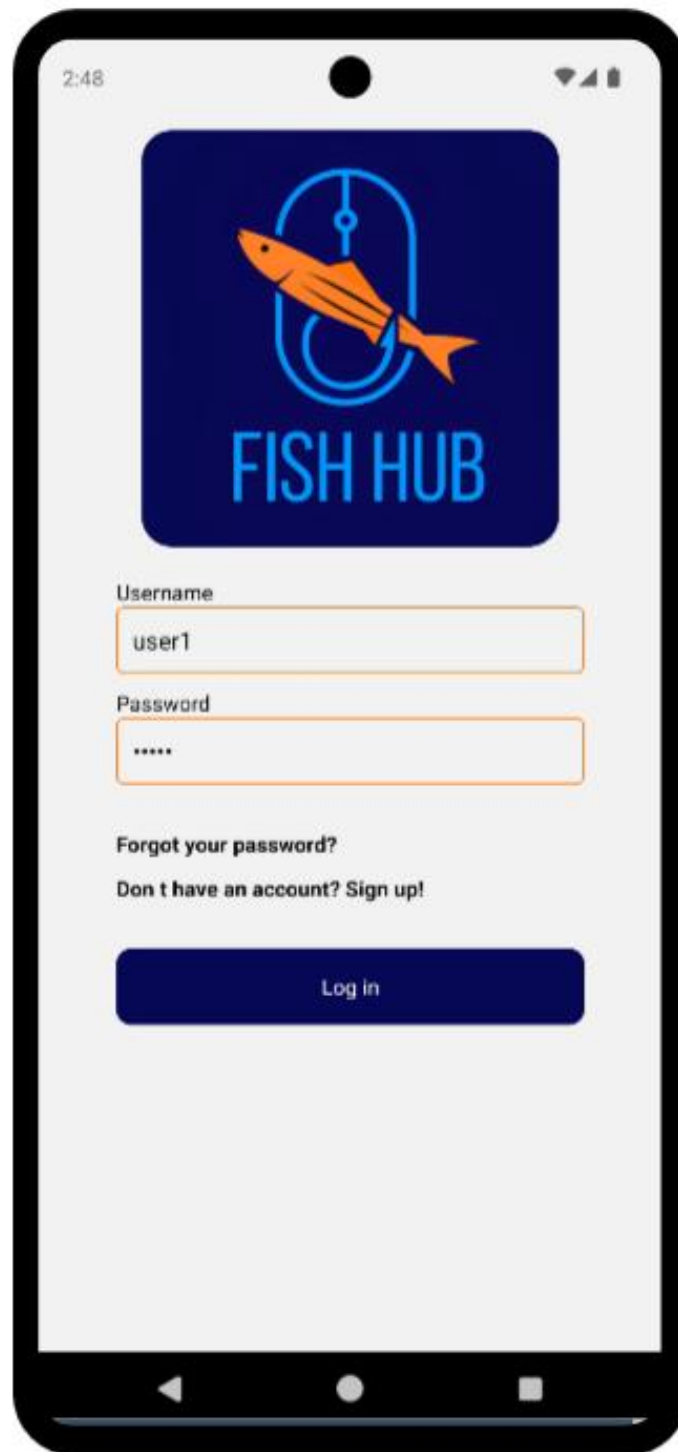 2:48
FISH HUB
Username
user1
Password
•••••
Forgot your password?
Don t have an account? Sign up!
Log in